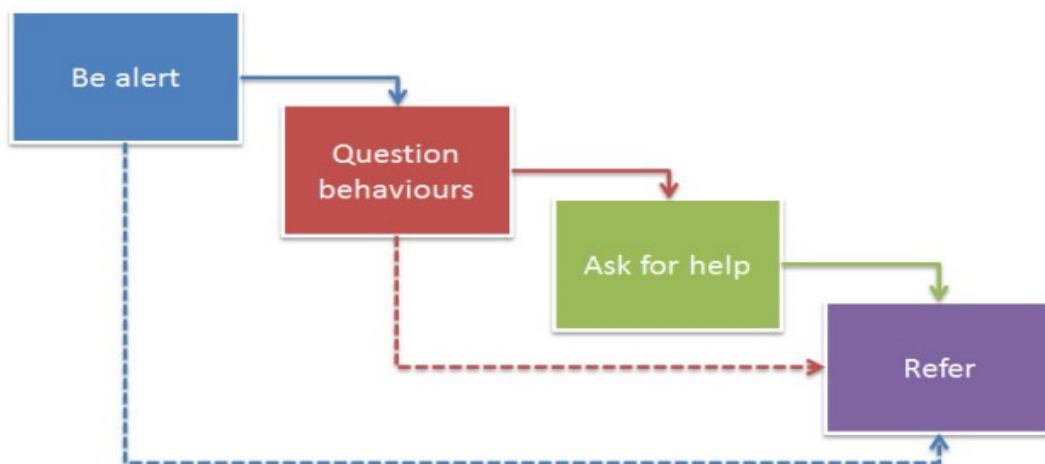 Be alert
Question
behaviours
Ask for help
Refer